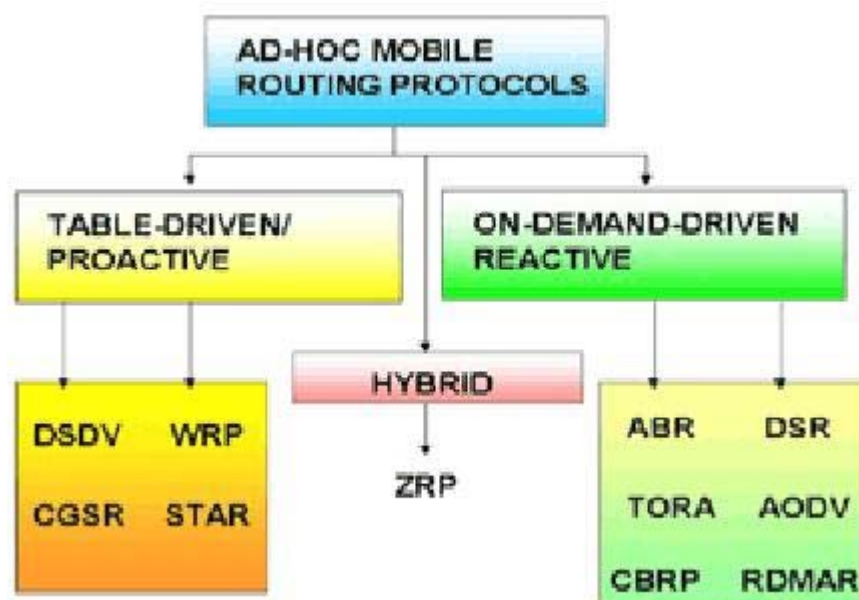 AD-HOC MOBILE
ROUTING PROTOCOLS
TABLE-DRIVEN/
PROACTIVE
ON-DEMAND-DRIVEN
REACTIVE
HYBRID
DSDV WRP
CGSR STAR
ZRP
ABR DSR
TORA AODV
CBRP RDMAR